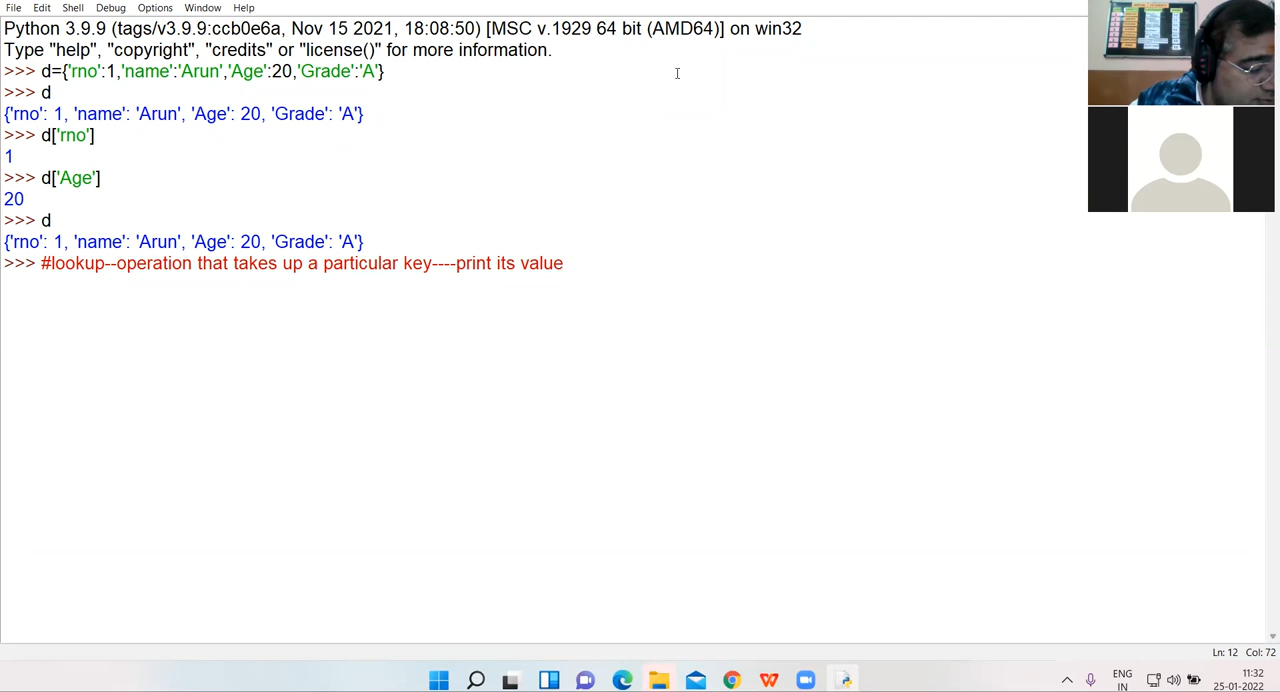 File Edit Shell Debug Options Window Help
Python 3.9.9 (tags/v3.9.9:ccb0e6a, Nov 15 2021, 18:08:50) [MSC v.1929 64 bit (AMD64)] on win32
Type "help", "copyright", "credits" or "license()" for more information.
>>> d={'rno':1,'name':'Arun','Age':20,'Grade':'A'}
>>> d
{'rno': 1, 'name': 'Arun', 'Age': 20, 'Grade': 'A'}
>>> d['rno']
1
>>> d['Age']
20
>>> d
{'rno': 1, 'name': 'Arun', 'Age': 20, 'Grade': 'A'}
>>> #lookup--operation that takes up a particular key----print its value
Ln: 12 Col: 72
ENG
IN
11:32
25-01-2022